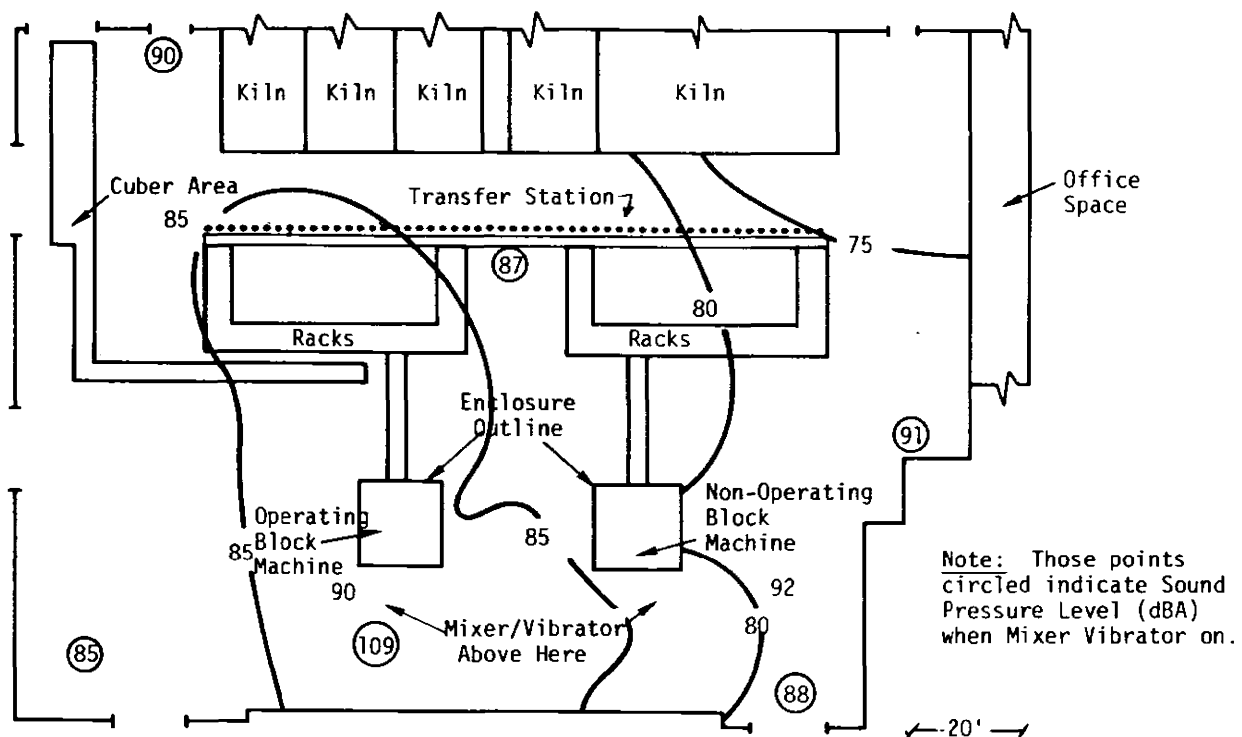 90
Kiln
Kiln
Kiln
Kiln
Kiln
Cuber Area
Transfer Station
Office
Space
85
75
87
80
Racks
Racks
Enclosure
Outline
91
Operating
Block
Machine
85
85
Non-Operating
Block
Machine
90
92
80
Mixer/Vibrator
Above Here
109
85
88
Note: Those points
circled indicate Sound
Pressure Level (dBA)
when Mixer Vibrator on.
20'